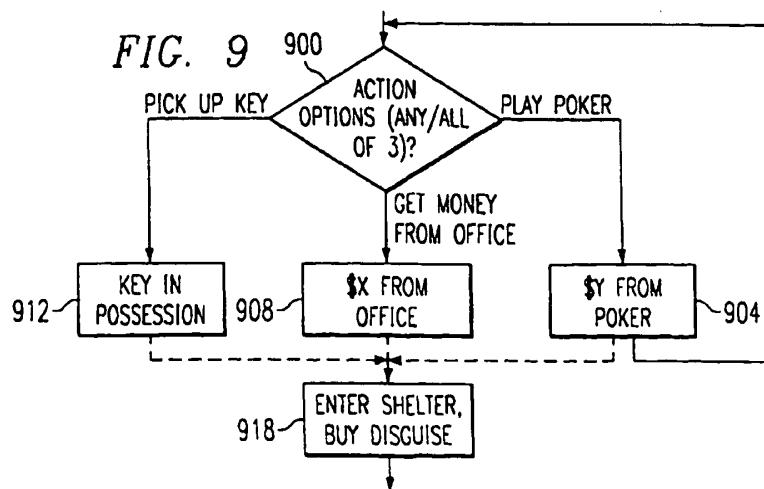 FIG. 9
900
ACTION
OPTIONS (ANY/ALL
OF 3)?
PICK UP KEY
PLAY POKER
GET MONEY
FROM OFFICE
912
KEY IN
POSSESSION
908
$X FROM
OFFICE
$Y FROM
POKER
904
918
ENTER SHELTER,
BUY DISGUISE